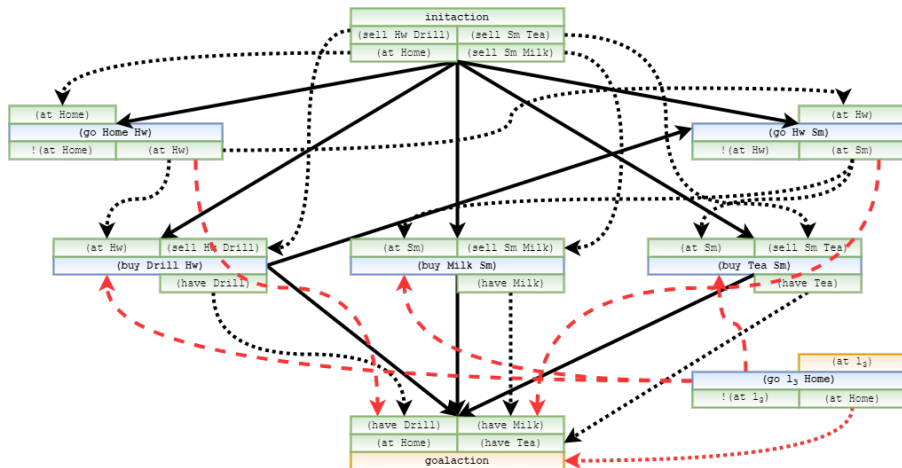 initaction
(sell Hw Drill) (sell Sm Tea)
(at Home) (sell Sm Milk)
(at Home)
(go Home Hw)
!(at Home) (at Hw)
(at Hw)
(go Hw Sm)
!(at Hw) (at Sm)
(at Hw) (sell Hw Drill)
(buy Drill Hw)
(have Drill)
(at Sm) (sell Sm Milk)
(buy Milk Sm)
(have Milk)
(at Sm) (sell Sm Tea)
(buy Tea Sm)
(have Tea)
(at l₃)
(go l₃ Home)
!(at l₃) (at Home)
(have Drill) (have Milk)
(at Home) (have Tea)
goalaction